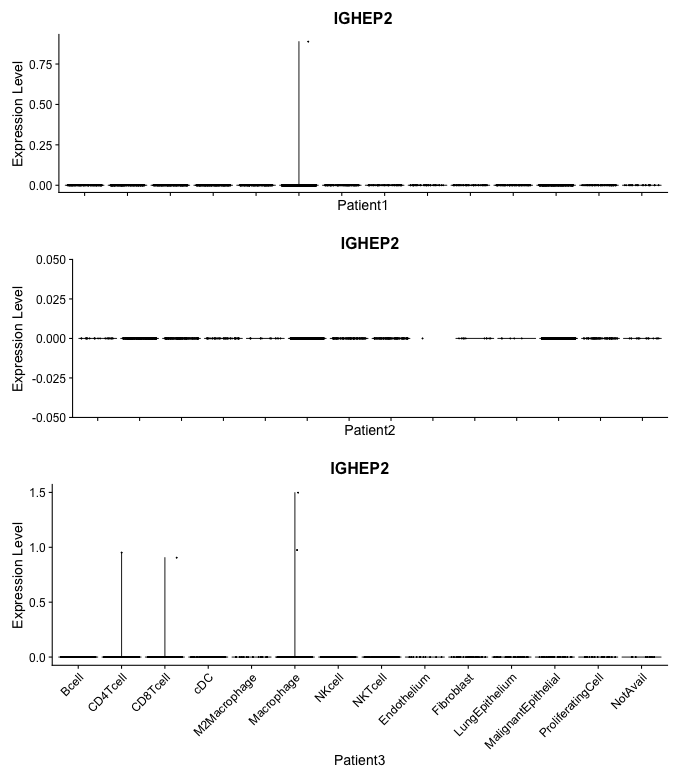 IGHEP2
Expression Level
0.75
0.50
0.25
0.00
Patient1
IGHEP2
Expression Level
0.050
0.025
0.000
-0.025
-0.050
Patient2
IGHEP2
Expression Level
1.5
1.0
0.5
0.0
Bcell
CD4Tcell
CD8Tcell
cDC
M2Macrophage
Macrophage
NKcell
NKTcell
Endothelium
Fibroblast
LungEpithelium
MalignantEpithelial
ProliferatingCell
NotAvail
Patient3